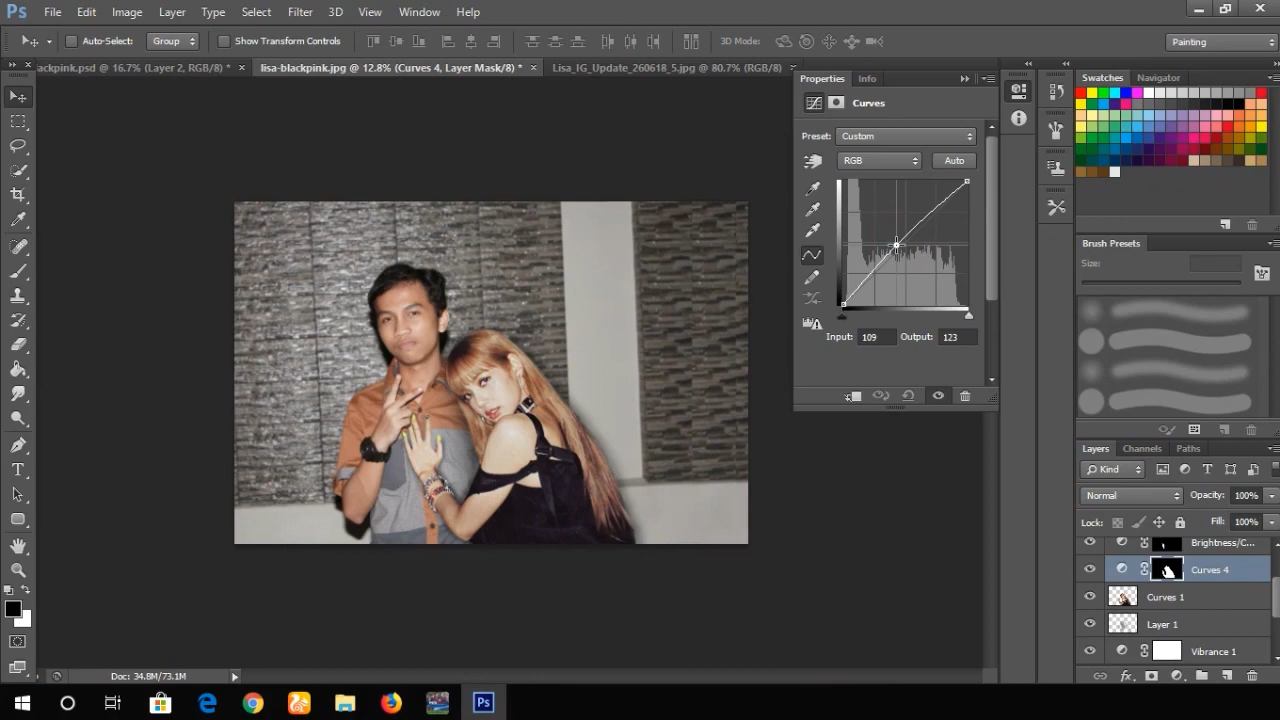 Ps File Edit Image Layer Type Select Filter 3D View Window Help
Auto-Select: Group Show Transform Controls 3D Mode: Painting
ackpink.psd @ 16.7% (Layer 2, RGB/8) * × lisa-blackpink.jpg @ 12.8% (Curves 4, Layer Mask/8) * × Lisa_IG_Update_260618_5.jpg @ 80.7% (RGB/8)
Properties Info
Curves
Preset: Custom
RGB Auto
Input: 109 Output: 123
Swatches Navigator
Brush Presets
Size:
Layers Channels Paths
Kind
Normal Opacity: 100%
Lock: Fill: 100%
Brightness/C...
Curves 4
Curves 1
Layer 1
Vibrance 1
fx
Doc: 34.8M/73.1M
Ps